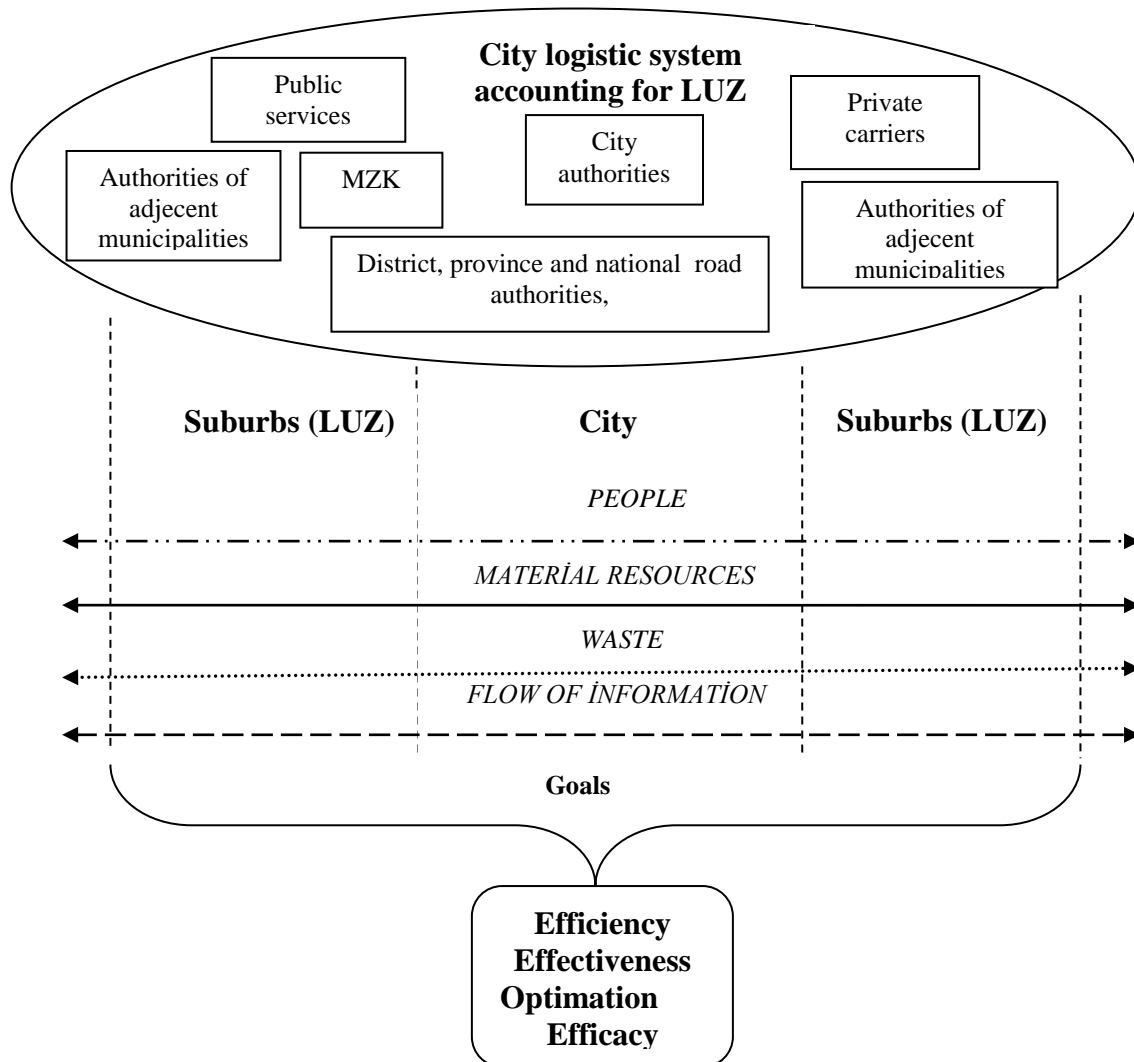 City logistic system
accounting for LUZ
Public
services
Private
carriers
City
authorities
Authorities of
adjecent
municipalities
MZK
Authorities of
adjecent
municipalities
District, province and national road
authorities,
Suburbs (LUZ)
City
Suburbs (LUZ)
PEOPLE
MATERİAL RESOURCES
WASTE
FLOW OF İNFORMATİON
Goals
Efficiency
Effectiveness
Optimation
Efficacy